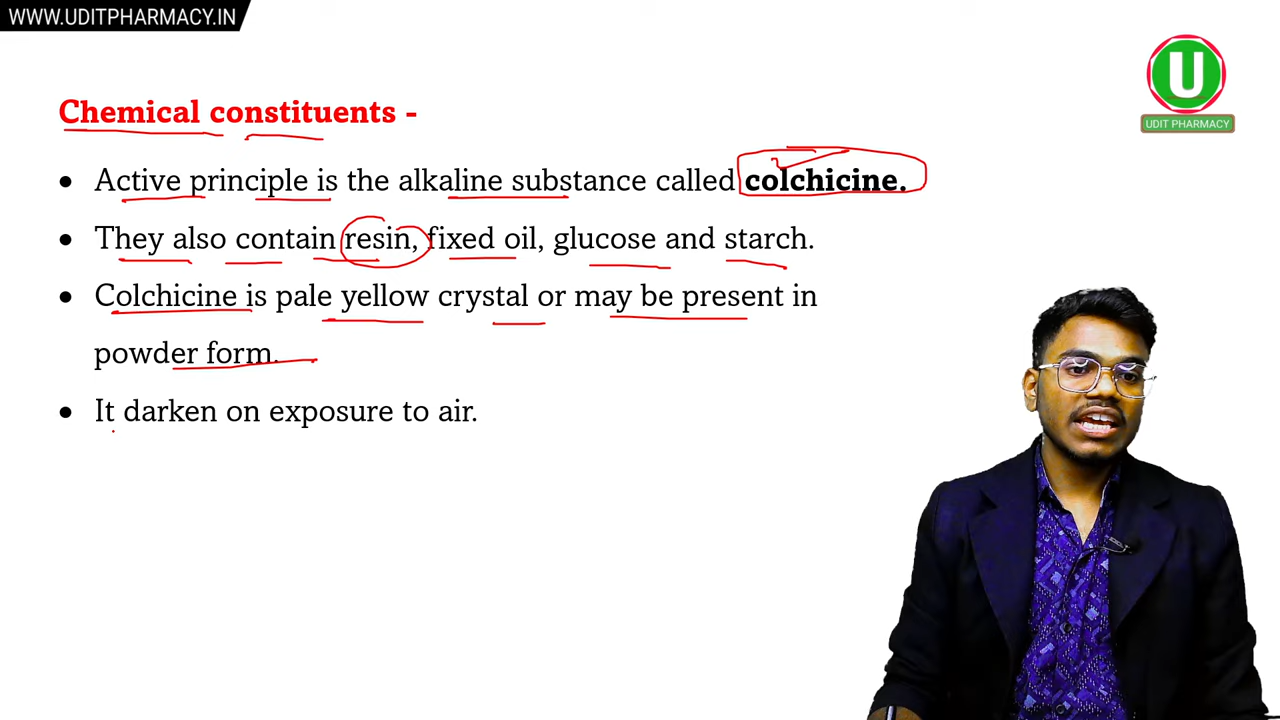 WWW.UDITPHARMACY.IN
U
UDIT PHARMACY
Chemical constituents -
• Active principle is the alkaline substance called colchicine.
• They also contain resin, fixed oil, glucose and starch.
• Colchicine is pale yellow crystal or may be present in
powder form.
• It darken on exposure to air.